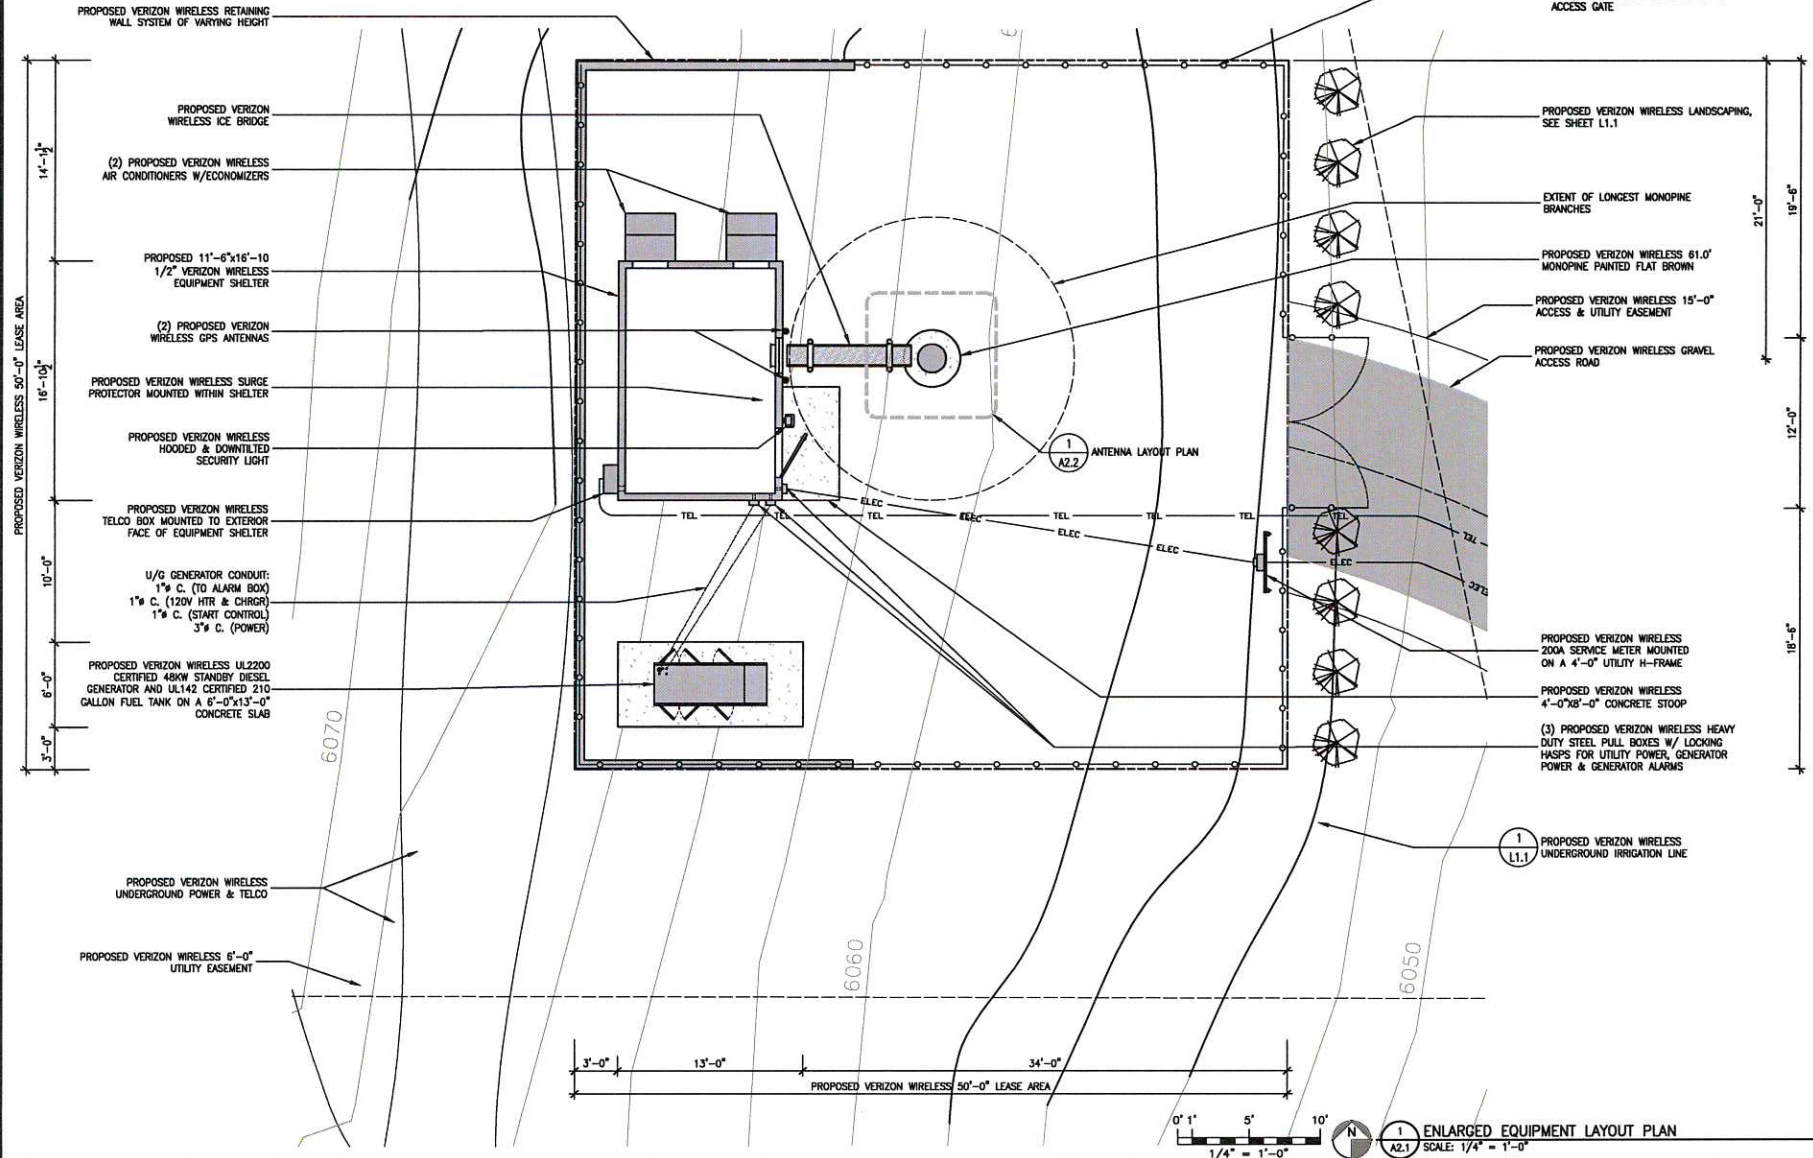 PROPOSED VERIZON WIRELESS RETAINING
WALL SYSTEM OF VARYING HEIGHT
ACCESS GATE
PROPOSED VERIZON
WIRELESS ICE BRIDGE
(2) PROPOSED VERIZON WIRELESS
AIR CONDITIONERS W/ECONOMIZERS
PROPOSED 11'-6"x16'-10
1/2" VERIZON WIRELESS
EQUIPMENT SHELTER
(2) PROPOSED VERIZON
WIRELESS GPS ANTENNAS
PROPOSED VERIZON WIRELESS SURGE
PROTECTOR MOUNTED WITHIN SHELTER
PROPOSED VERIZON WIRELESS
HOODED & DOWNTILTED
SECURITY LIGHT
PROPOSED VERIZON WIRELESS
TELCO BOX MOUNTED TO EXTERIOR
FACE OF EQUIPMENT SHELTER
U/G GENERATOR CONDUIT:
1"ø C. (TO ALARM BOX)
1"ø C. (120V HTR & CHRGR)
1"ø C. (START CONTROL)
3"ø C. (POWER)
PROPOSED VERIZON WIRELESS UL2200
CERTIFIED 48KW STANDBY DIESEL
GENERATOR AND UL142 CERTIFIED 210
GALLON FUEL TANK ON A 6'-0"x13'-0"
CONCRETE SLAB
PROPOSED VERIZON WIRELESS
UNDERGROUND POWER & TELCO
PROPOSED VERIZON WIRELESS 6'-0"
UTILITY EASEMENT
PROPOSED VERIZON WIRELESS 50'-0" LEASE AREA
14'-1½"
16'-10½"
10'-0"
6'-0"
3'-0"
6070
6060
6050
ELEC
ELEC
ELEC
ELEC
ELEC
ELEC
TEL
TEL
TEL
TEL
TEL
TEL
TEL
TEL
TEL
1
A2.2
ANTENNA LAYOUT PLAN
PROPOSED VERIZON WIRELESS LANDSCAPING,
SEE SHEET L1.1
EXTENT OF LONGEST MONOPINE
BRANCHES
PROPOSED VERIZON WIRELESS 61.0'
MONOPINE PAINTED FLAT BROWN
PROPOSED VERIZON WIRELESS 15'-0"
ACCESS & UTILITY EASEMENT
PROPOSED VERIZON WIRELESS GRAVEL
ACCESS ROAD
PROPOSED VERIZON WIRELESS
200A SERVICE METER MOUNTED
ON A 4'-0" UTILITY H-FRAME
PROPOSED VERIZON WIRELESS
4'-0"X8'-0" CONCRETE STOOP
(3) PROPOSED VERIZON WIRELESS HEAVY
DUTY STEEL PULL BOXES W/ LOCKING
HASPS FOR UTILITY POWER, GENERATOR
POWER & GENERATOR ALARMS
1
L1.1
PROPOSED VERIZON WIRELESS
UNDERGROUND IRRIGATION LINE
21'-0"
19'-6"
12'-0"
18'-6"
3'-0"
13'-0"
34'-0"
PROPOSED VERIZON WIRELESS 50'-0" LEASE AREA
0' 1' 5' 10'
1/4" = 1'-0"
N
1
A2.1
ENLARGED EQUIPMENT LAYOUT PLAN
SCALE: 1/4" = 1'-0"